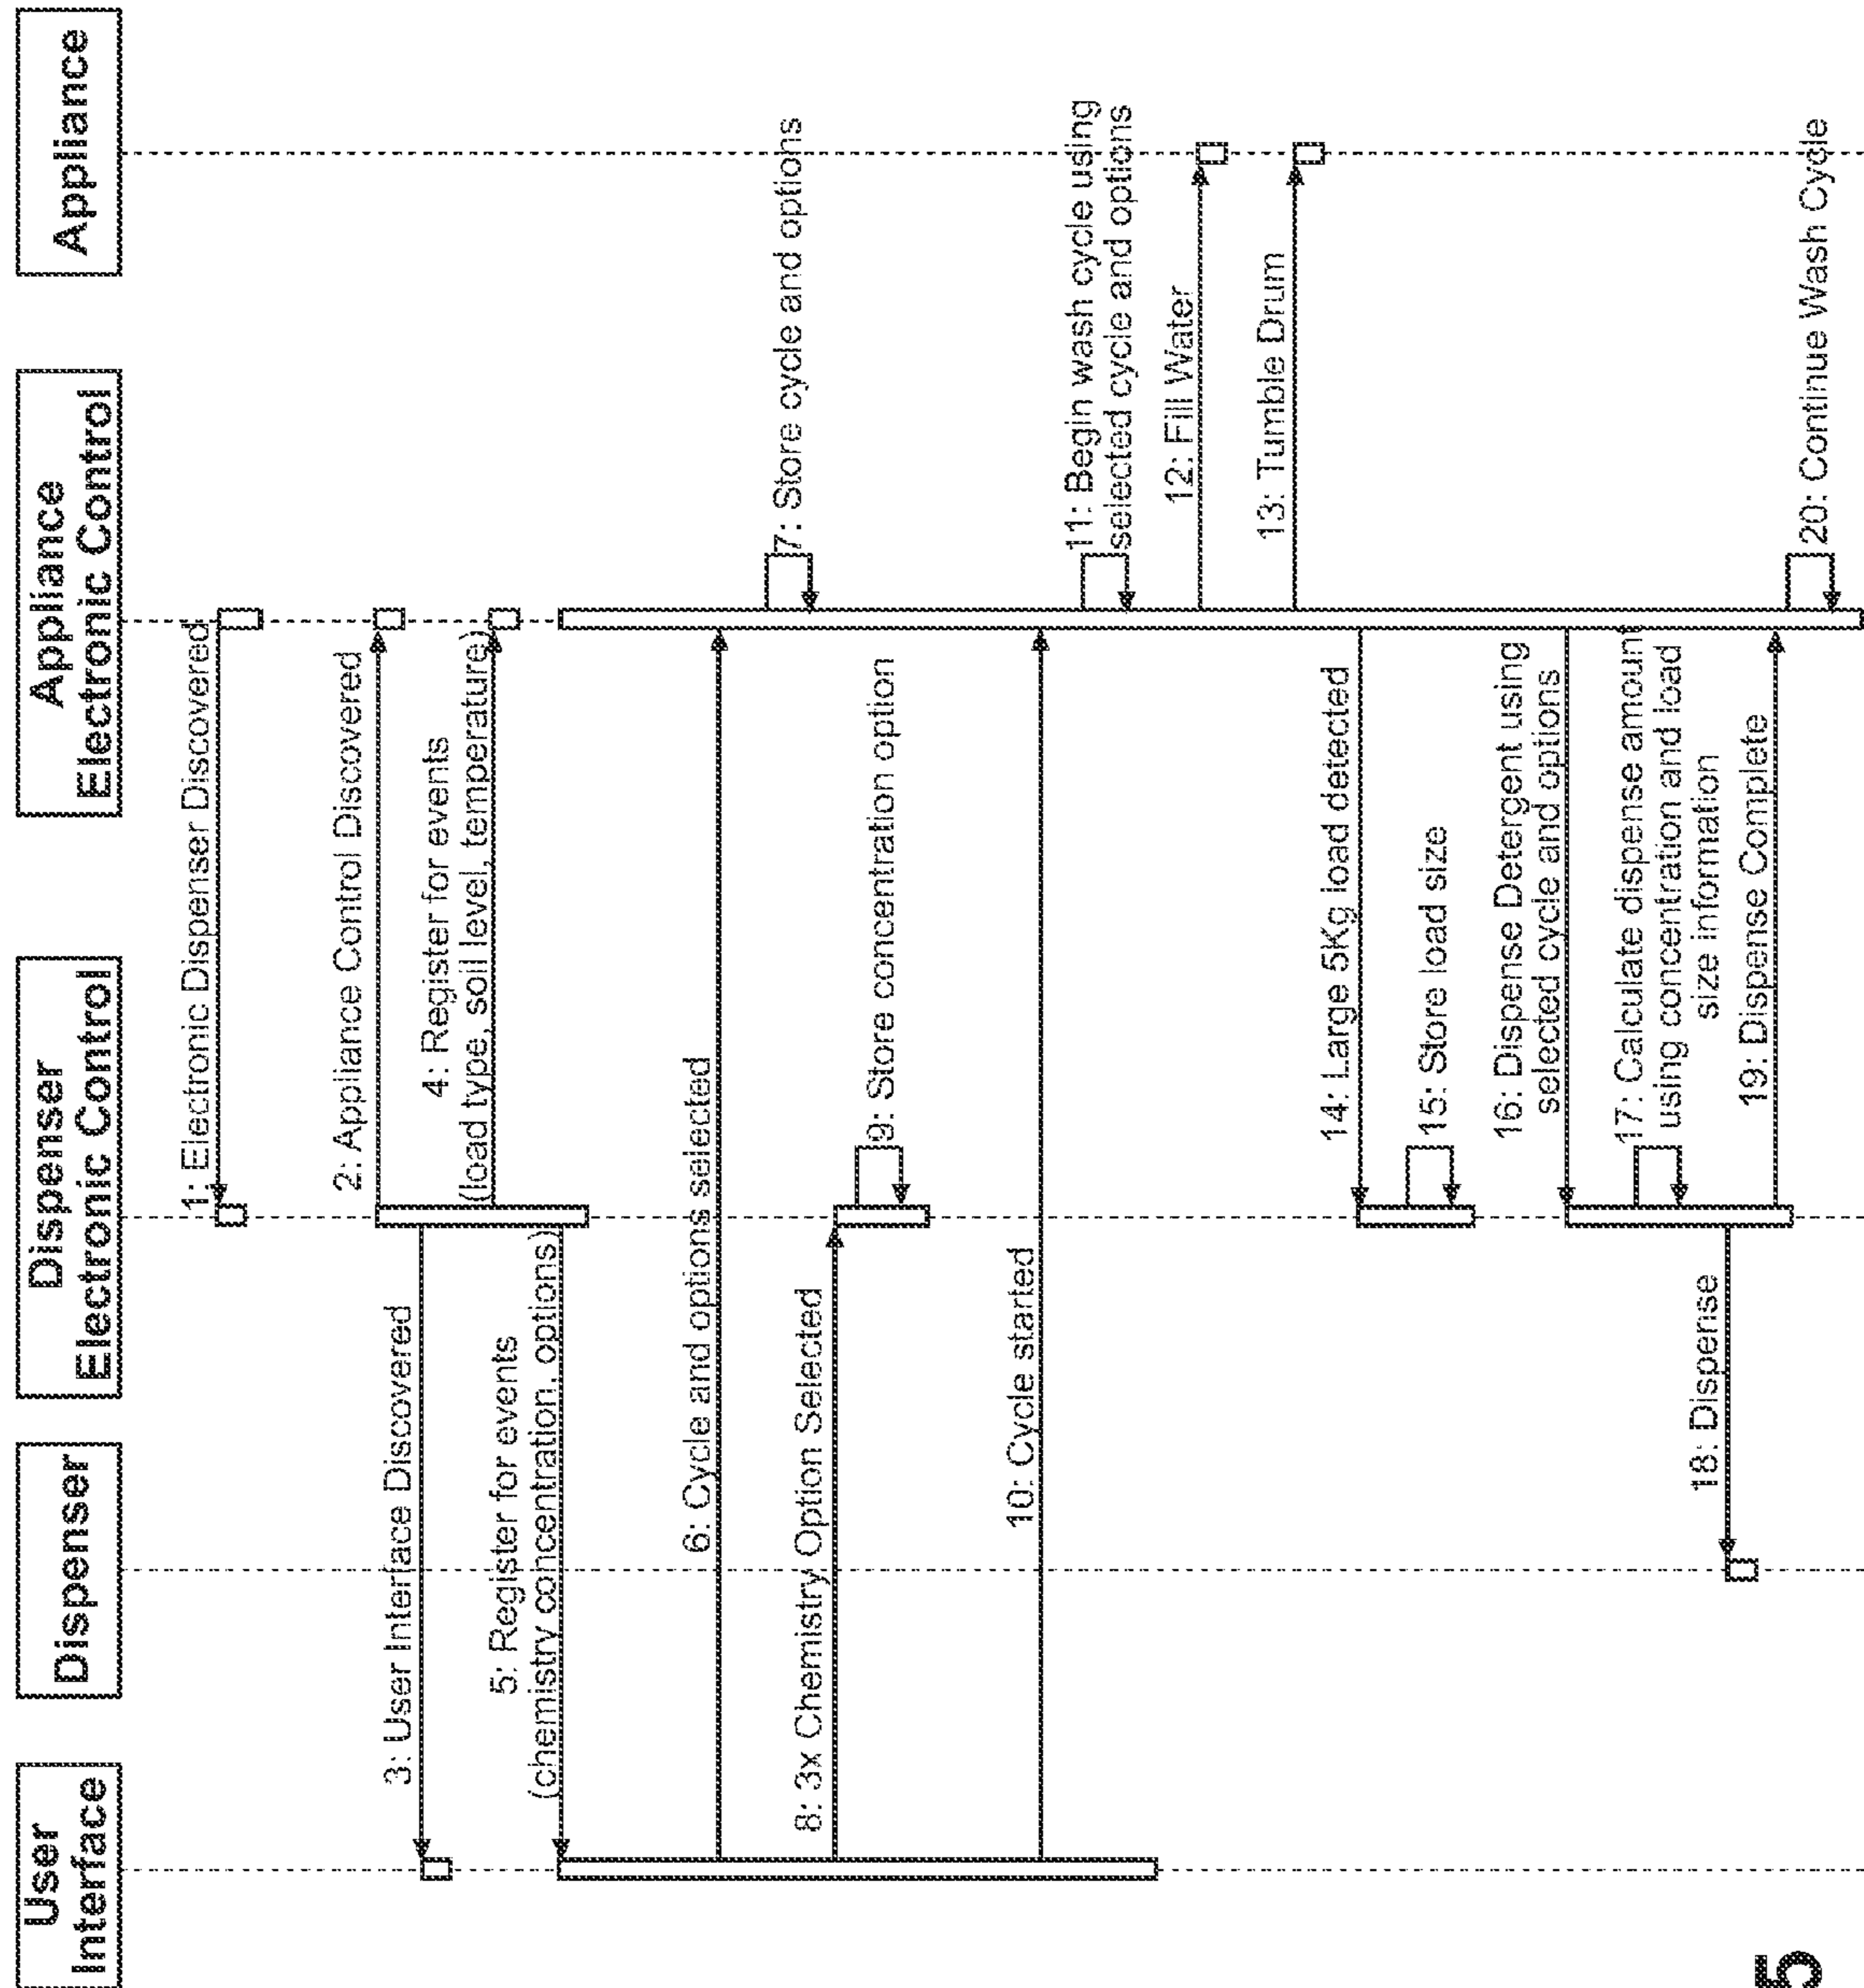 User
Interface
Dispenser
Dispenser
Electronic Control
Appliance
Electronic Control
Appliance
1: Electronic Dispenser Discovered
2: Appliance Control Discovered
3: User Interface Discovered
4: Register for events
(load type, soil level, temperature)
5: Register for events
(chemistry concentration, options)
6: Cycle and options selected
7: Store cycle and options
8: 3x Chemistry Option Selected
9: Store concentration option
10: Cycle started
11: Begin wash cycle using
selected cycle and options
12: Fill Water
13: Tumble Drum
14: Large 5Kg load detected
15: Store load size
16: Dispense Detergent using
selected cycle and options
17: Calculate dispense amount
using concentration and load
size information
18: Dispense
19: Dispense Complete
20: Continue Wash Cycle
5